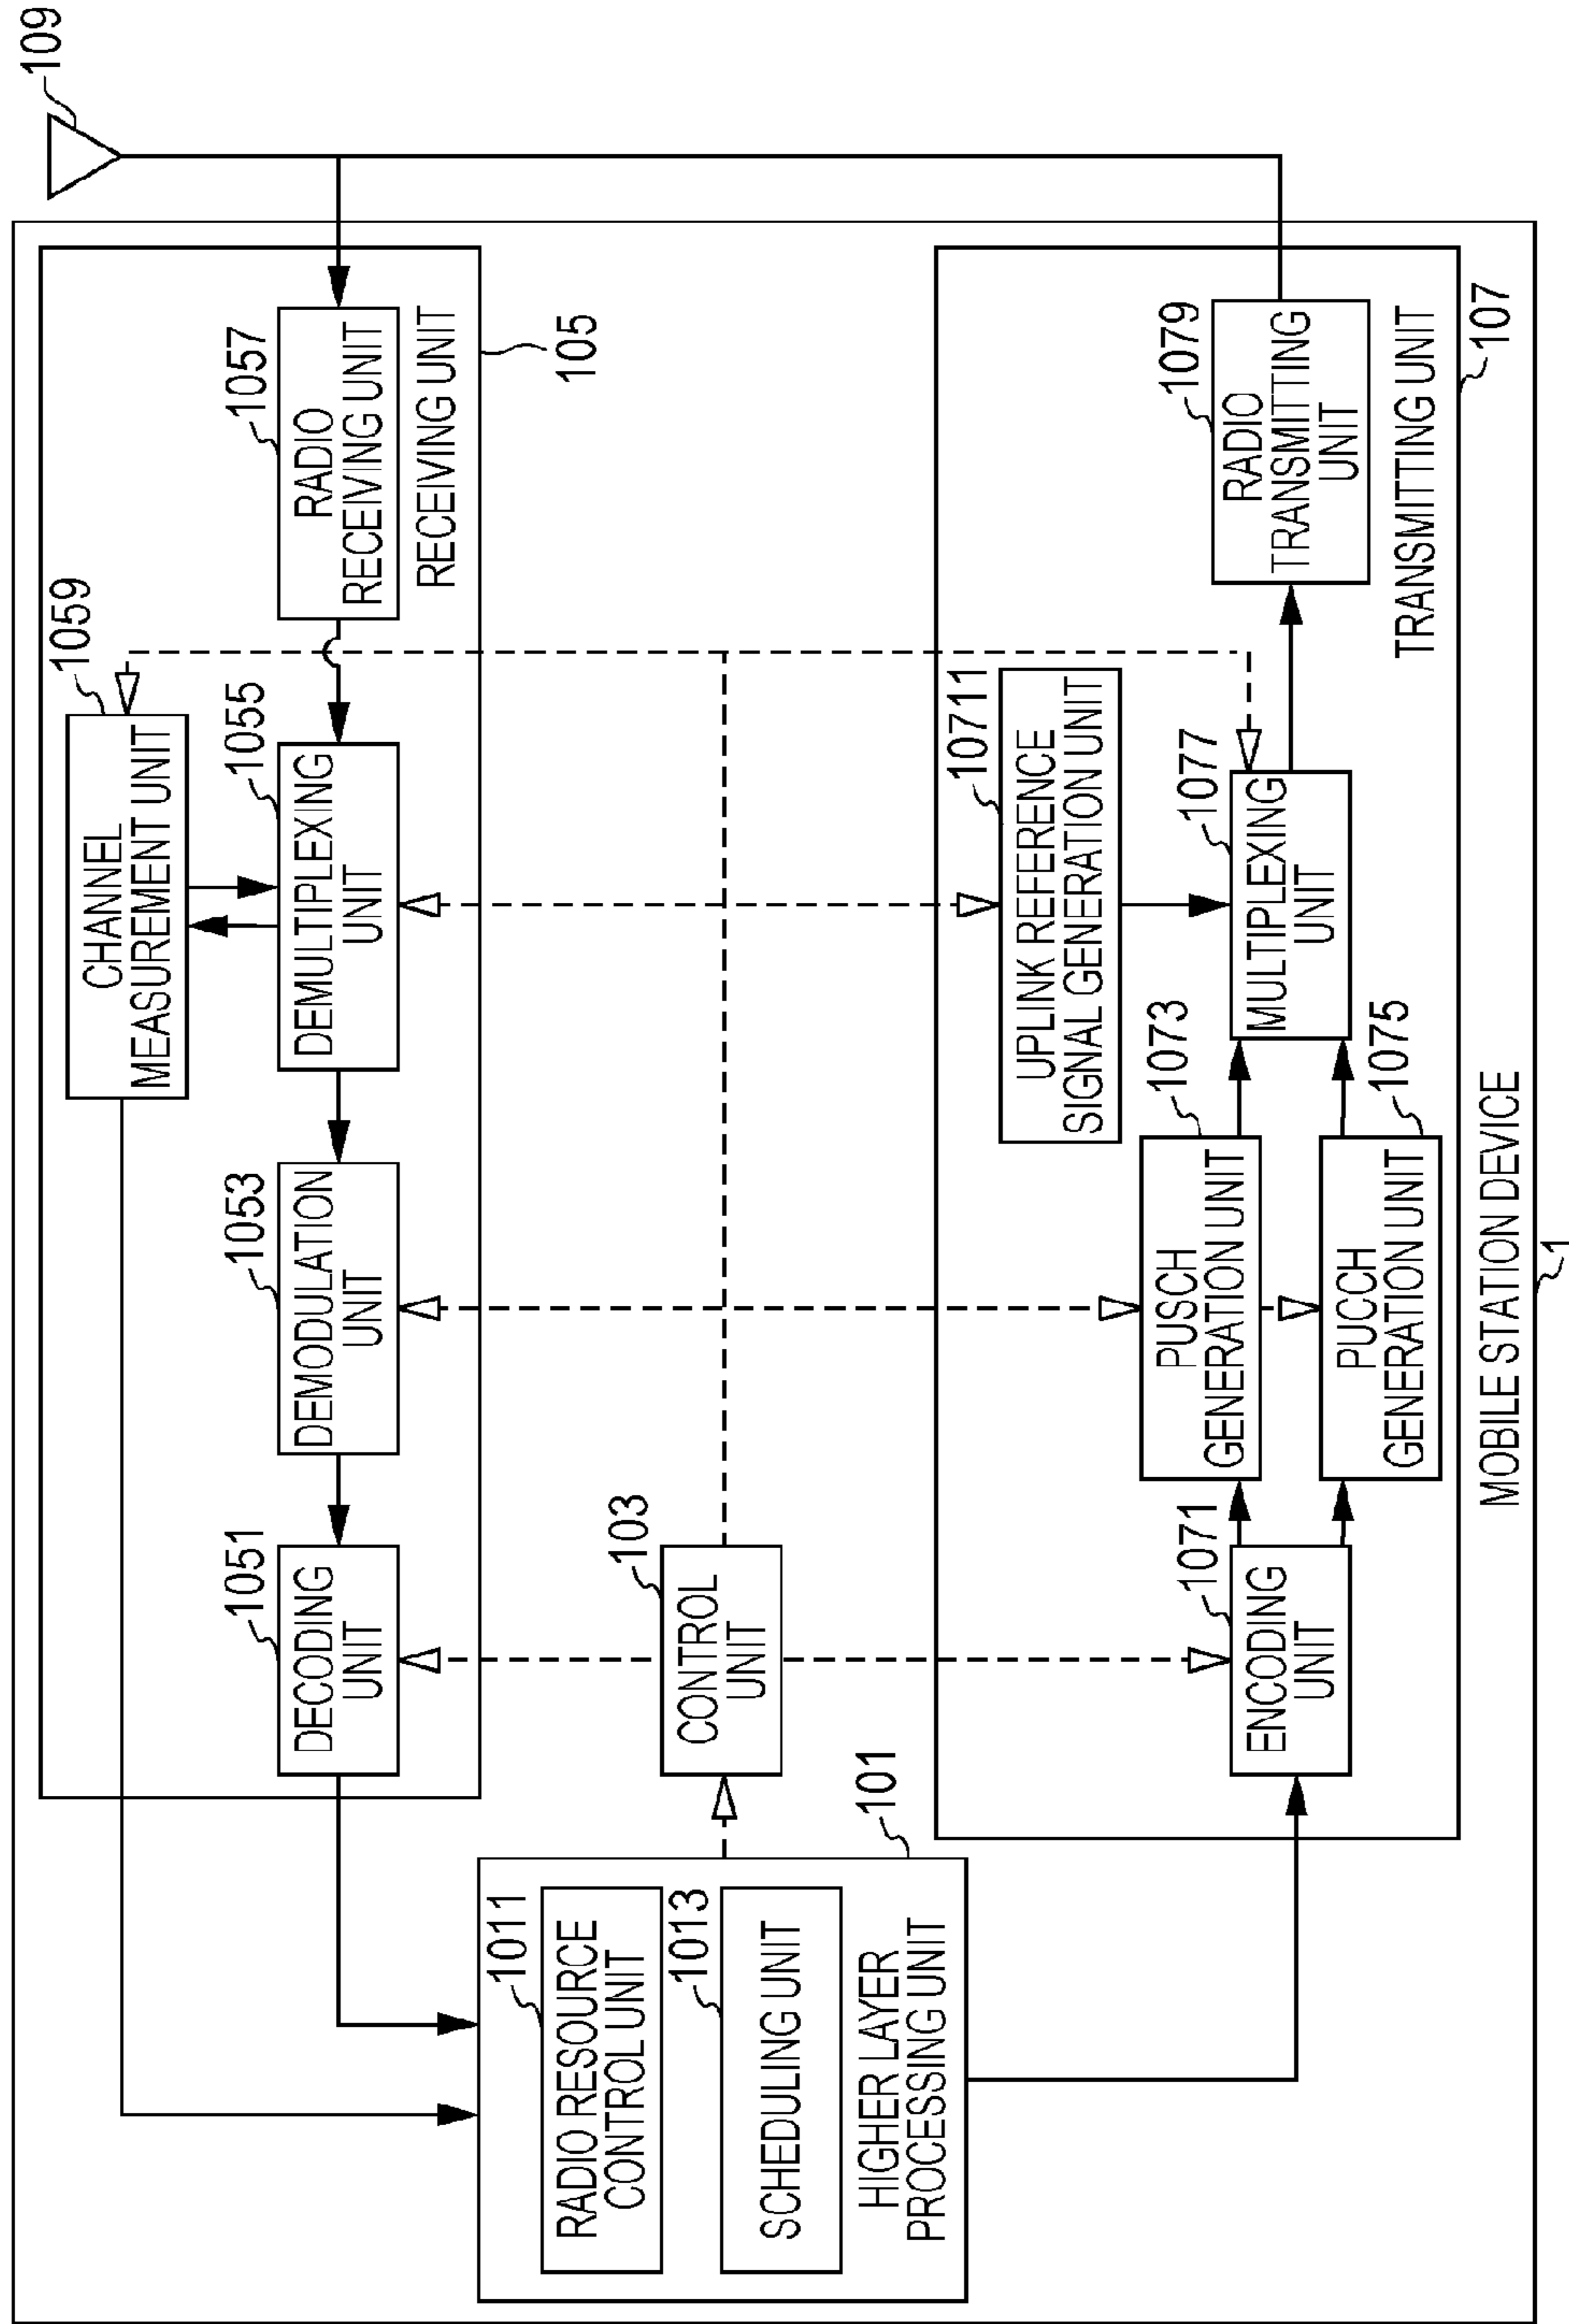 109
1059
CHANNEL
MEASUREMENT UNIT
1051
DECODING
UNIT
1053
DEMODULATION
UNIT
1055
DEMULTIPLEXING
UNIT
1057
RADIO
RECEIVING UNIT
RECEIVING UNIT
105
1011
RADIO RESOURCE
CONTROL UNIT
1013
SCHEDULING UNIT
HIGHER LAYER
PROCESSING UNIT
101
103
CONTROL
UNIT
10711
UPLINK REFERENCE
SIGNAL GENERATION UNIT
1071
ENCODING
UNIT
1073
PUSCH
GENERATION UNIT
1075
PUCCH
GENERATION UNIT
1077
MULTIPLEXING
UNIT
1079
RADIO
TRANSMITTING
UNIT
TRANSMITTING UNIT
107
MOBILE STATION DEVICE
1